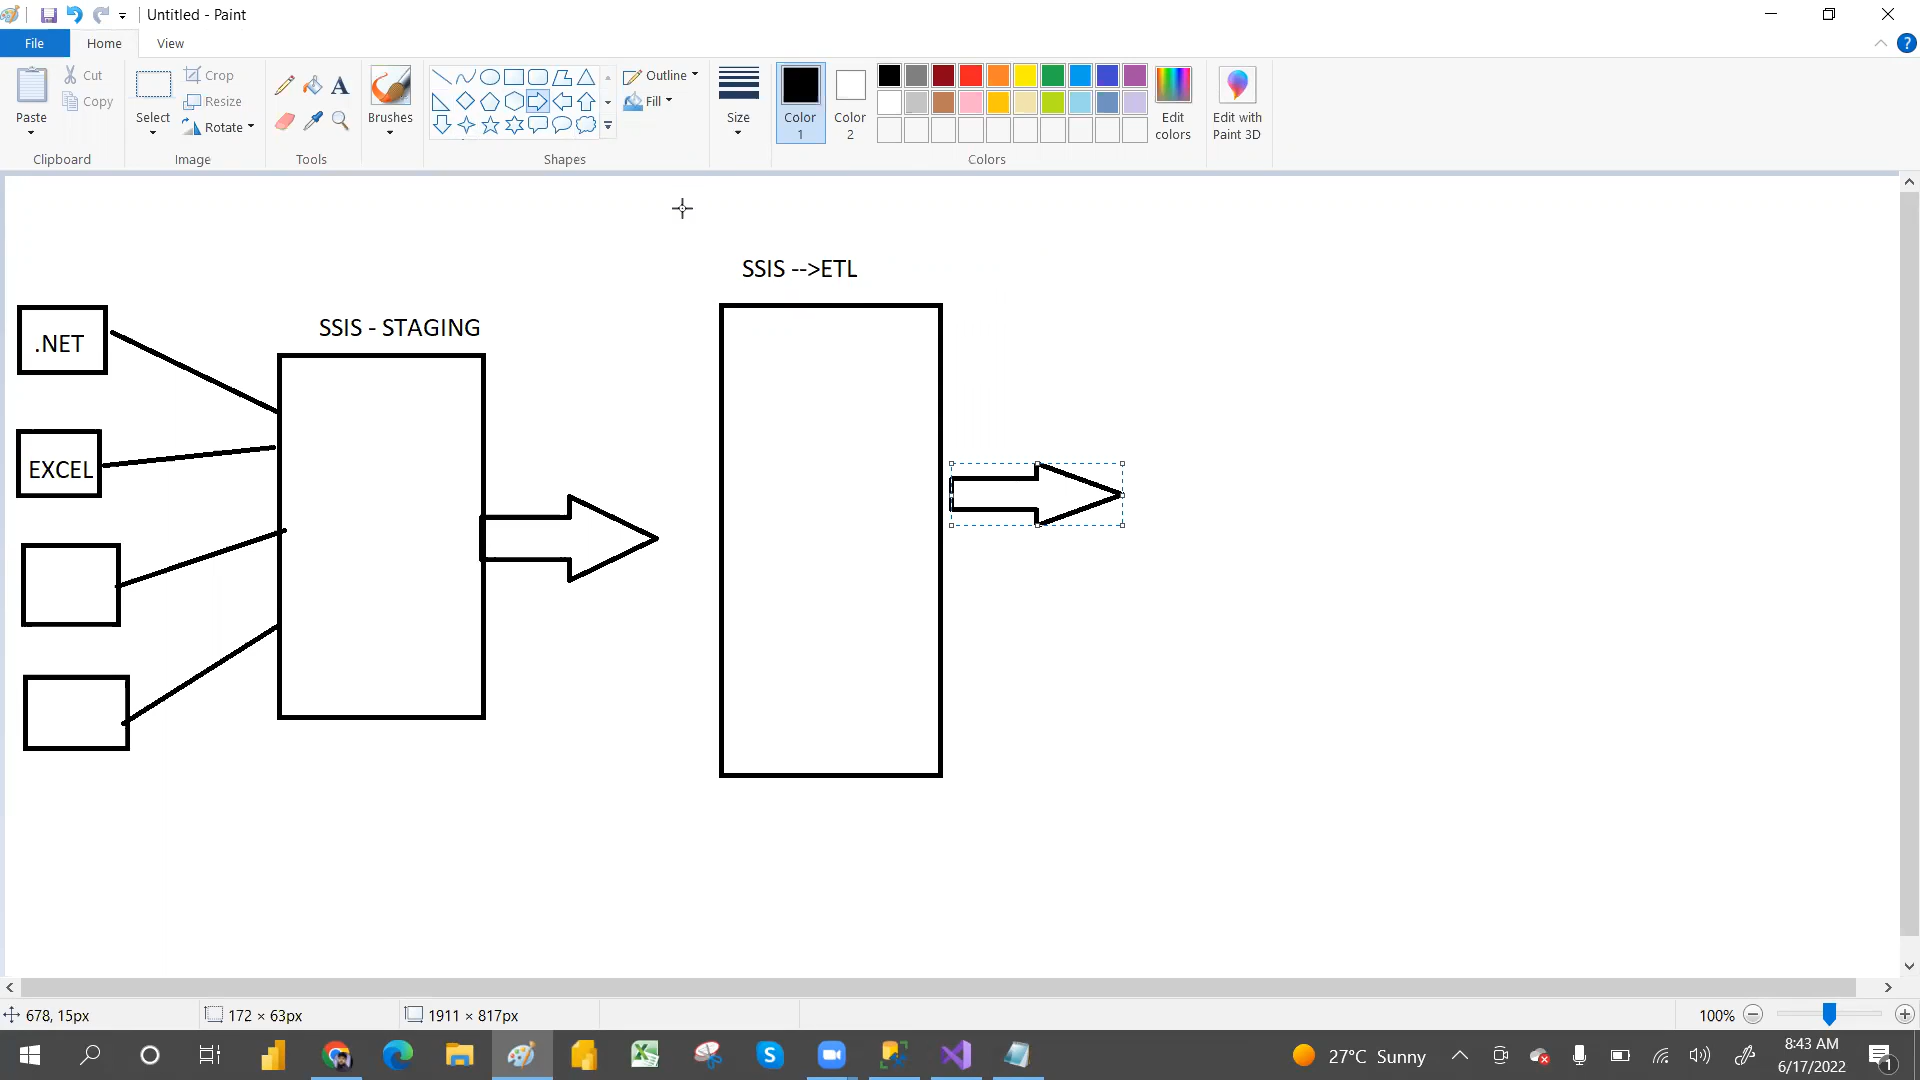 Untitled - Paint
File
Home
View
Paste
Cut
Copy
Clipboard
Select
Crop
Resize
Rotate
Image
A
Tools
Brushes
Outline
Fill
Shapes
Size
Color
1
Color
2
Edit
colors
Colors
Edit with
Paint 3D
SSIS -->ETL
SSIS - STAGING
.NET
EXCEL
678, 15px
172 × 63px
1911 × 817px
100%
27°C Sunny
8:43 AM
6/17/2022
1